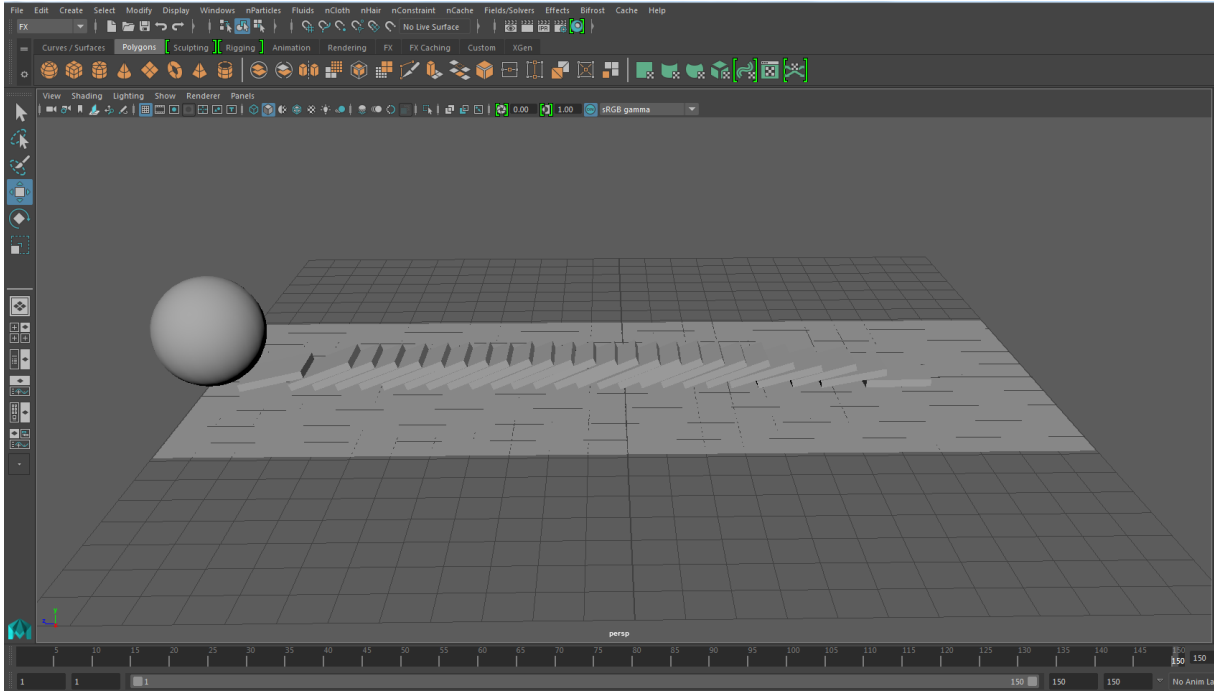 File Edit Create Select Modify Display Windows nParticles Fluids nCloth nHair nConstraint nCache Fields/Solvers Effects Bifrost Cache Help
FX No Live Surface
Curves / Surfaces Polygons Sculpting Rigging Animation Rendering FX FX Caching Custom XGen
View Shading Lighting Show Renderer Panels
0.00 1.00 sRGB gamma
y
z
persp
5 10 15 20 25 30 35 40 45 50 55 60 65 70 75 80 85 90 95 100 105 110 115 120 125 130 135 140 145 150
150 150
1 1 1 150 150 150 No Anim La